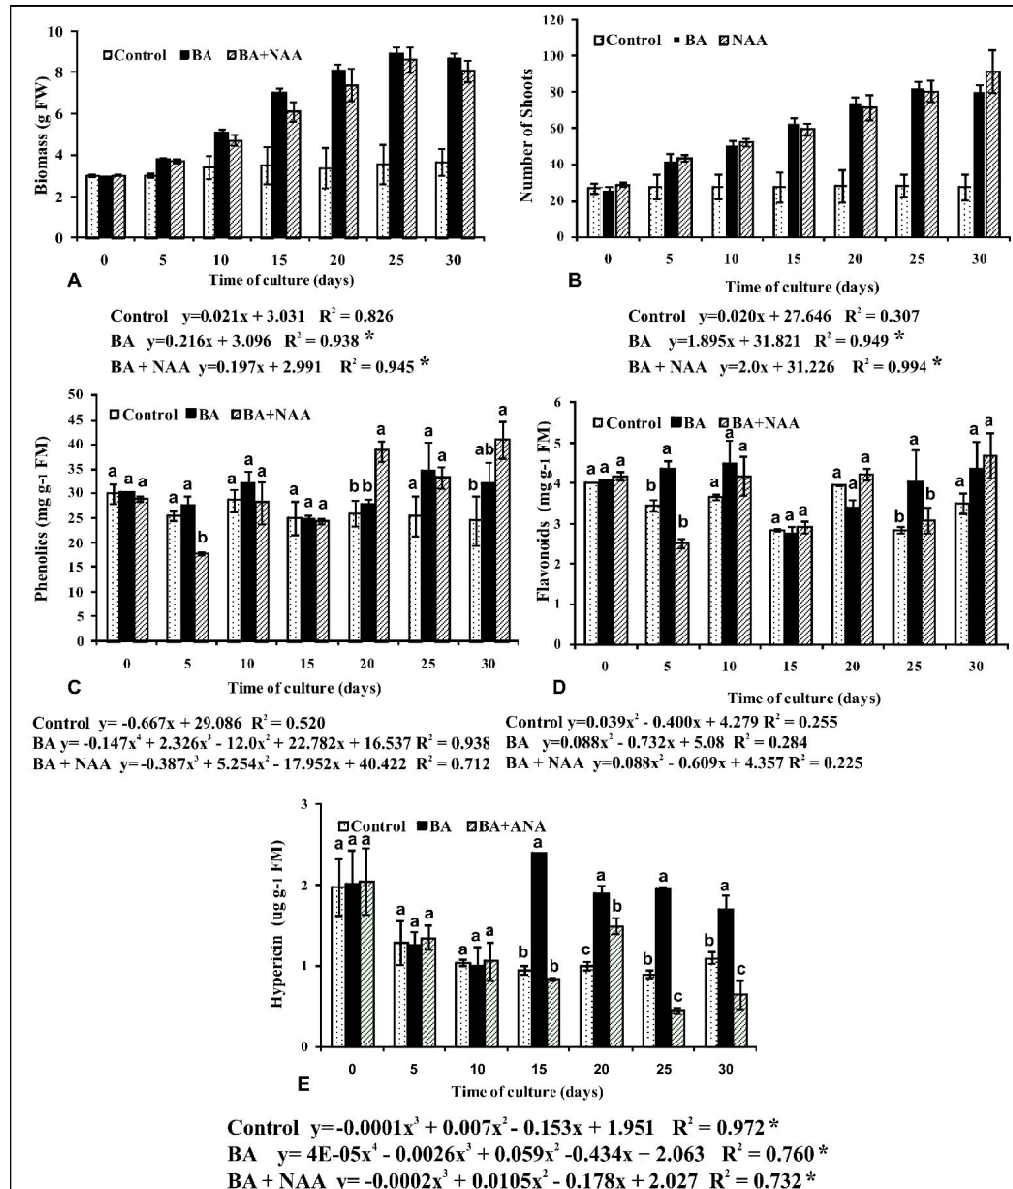 Control BA BA+NAA
Biomass (g FW)
10
8
6
4
2
0
0 5 10 15 20 25 30
A
Time of culture (days)
Control y=0.021x + 3.031 R² = 0.826
BA y=0.216x + 3.096 R² = 0.938 *
BA + NAA y=0.197x + 2.991 R² = 0.945 *
Control BA NAA
Number of Shoots
100
80
50
10
20
0
0 5 10 15 20 25 30
B
Time of culture (days)
Control y=0.020x + 27.646 R² = 0.307
BA y=1.895x + 31.821 R² = 0.949 *
BA + NAA y=2.0x + 31.226 R² = 0.994 *
Control BA BA+NAA
Phenolics (mg g-1 FM)
50
45
40
35
30
25
20
15
10
5
0
a a a a a b a a a a a a b b a a a a b ab a
0 5 10 15 20 25 30
C
Time of culture (days)
Control y= -0.667x + 29.086 R² = 0.520
BA y= -0.147x⁴ + 2.326x³ - 12.0x² + 22.782x + 16.537 R² = 0.938
BA + NAA y=-0.387x³ + 5.254x² - 17.952x + 40.422 R² = 0.712
Control BA BA+NAA
Flavonoids (mg g-1 FM)
6
5
4
3
2
1
0
a a a b a b a a a a a a a a a b a b a a a
0 5 10 15 20 25 30
D
Time of culture (days)
Control y=0.039x² - 0.400x + 4.279 R² = 0.255
BA y=0.088x² - 0.732x + 5.08 R² = 0.284
BA + NAA y=0.088x² - 0.609x + 4.357 R² = 0.225
Control BA BA+ANA
Hypericin (ug g-1 FM)
3
2
1
0
a a a a a a a a a b a b c a b b a c b a c
0 5 10 15 20 25 30
E
Time of culture (days)
Control y=-0.0001x³ + 0.007x² - 0.153x + 1.951 R² = 0.972 *
BA y= 4E-05x⁴ - 0.0026x³ + 0.059x² -0.434x − 2.063 R² = 0.760 *
BA + NAA y= -0.0002x³ + 0.0105x² - 0.178x + 2.027 R² = 0.732 *